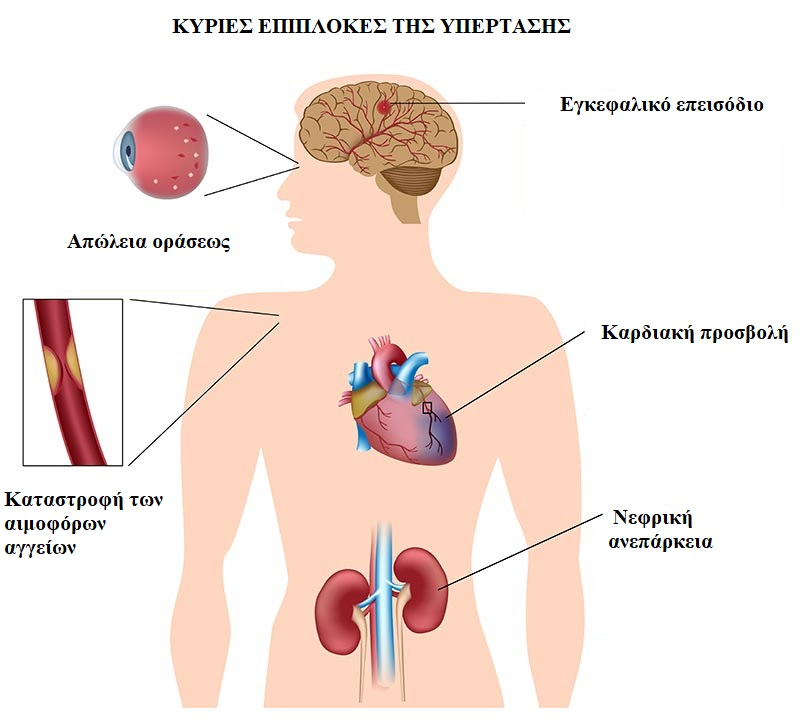 ΚΥΡΙΕΣ ΕΠΙΠΛΟΚΕΣ ΤΗΣ ΥΠΕΡΤΑΣΗΣ
Εγκεφαλικό επεισόδιο
Απώλεια οράσεως
Καρδιακή προσβολή
Καταστροφή των
αιμοφόρων
αγγείων
Νεφρική
ανεπάρκεια